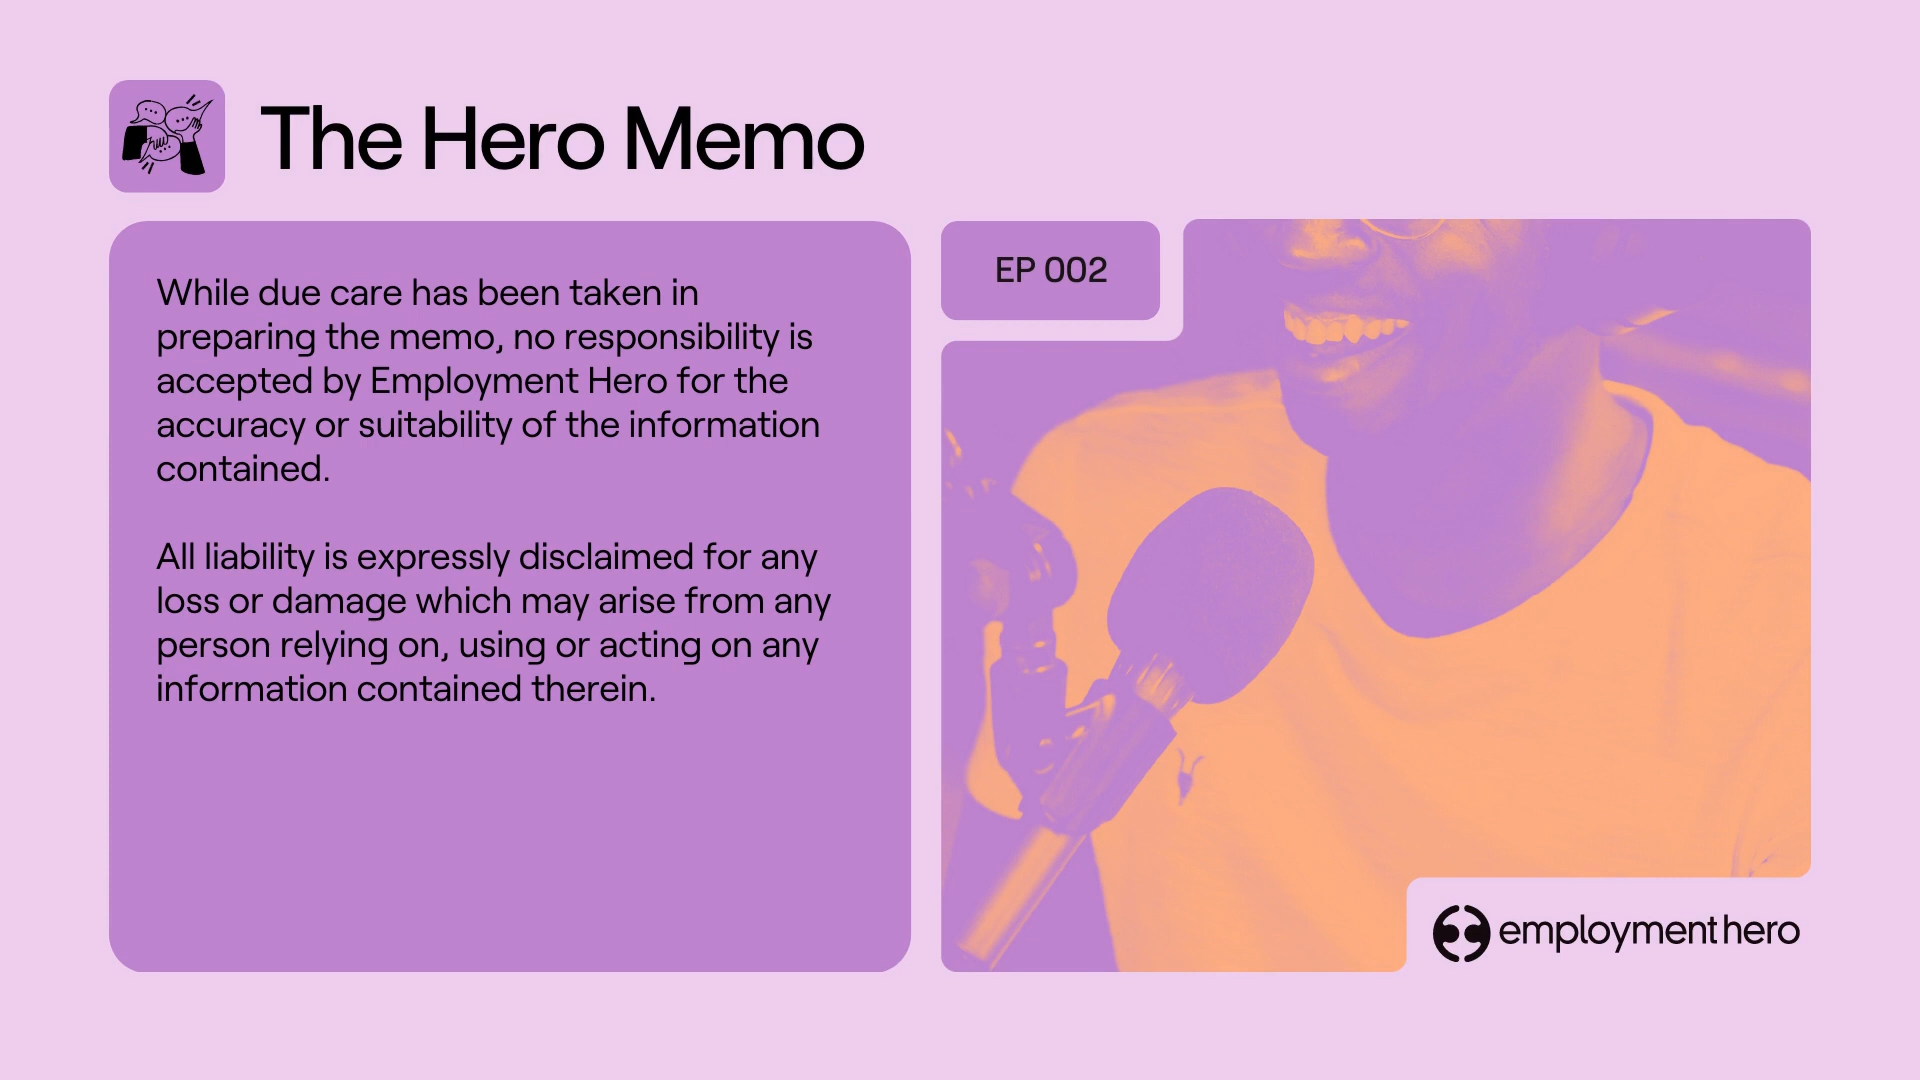 The Hero Memo
While due care has been taken in
preparing the memo, no responsibility is
accepted by Employment Hero for the
accuracy or suitability of the information
contained.
All liability is expressly disclaimed for any
loss or damage which may arise from any
person relying on, using or acting on any
information contained therein.
EP 002
employment hero